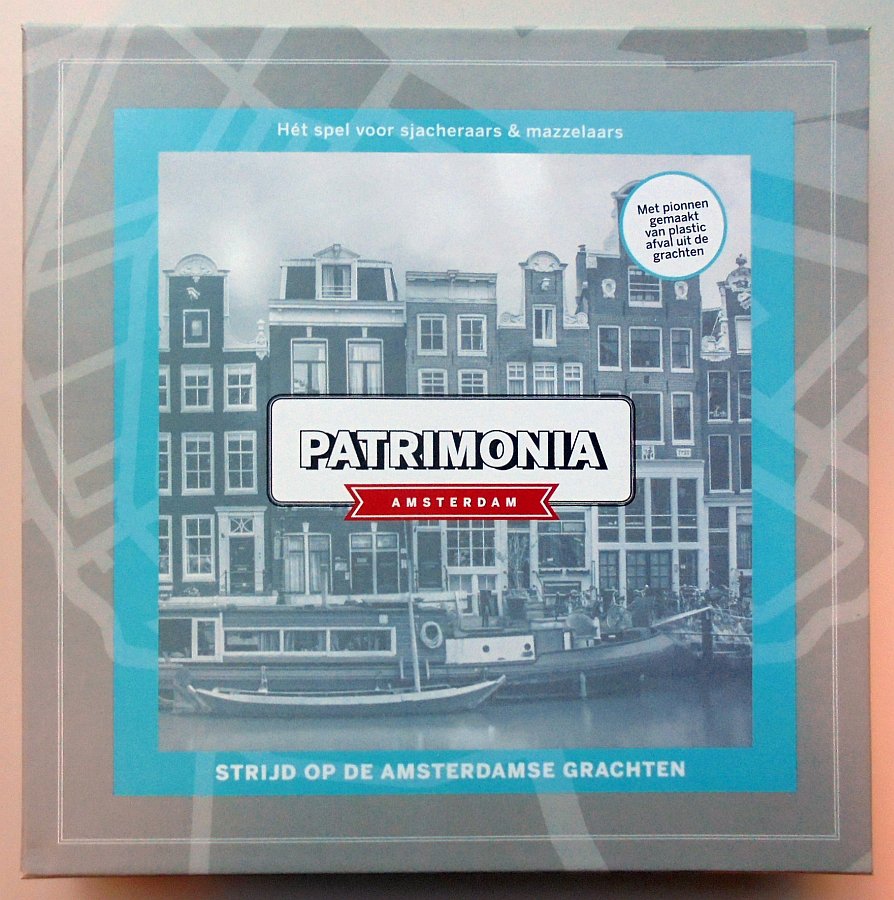 Hét spel voor sjacheraars & mazzelaars
Met pionnen
gemaakt
van plastic
afval uit de
grachten
PATRIMONIA
AMSTERDAM
STRIJD OP DE AMSTERDAMSE GRACHTEN